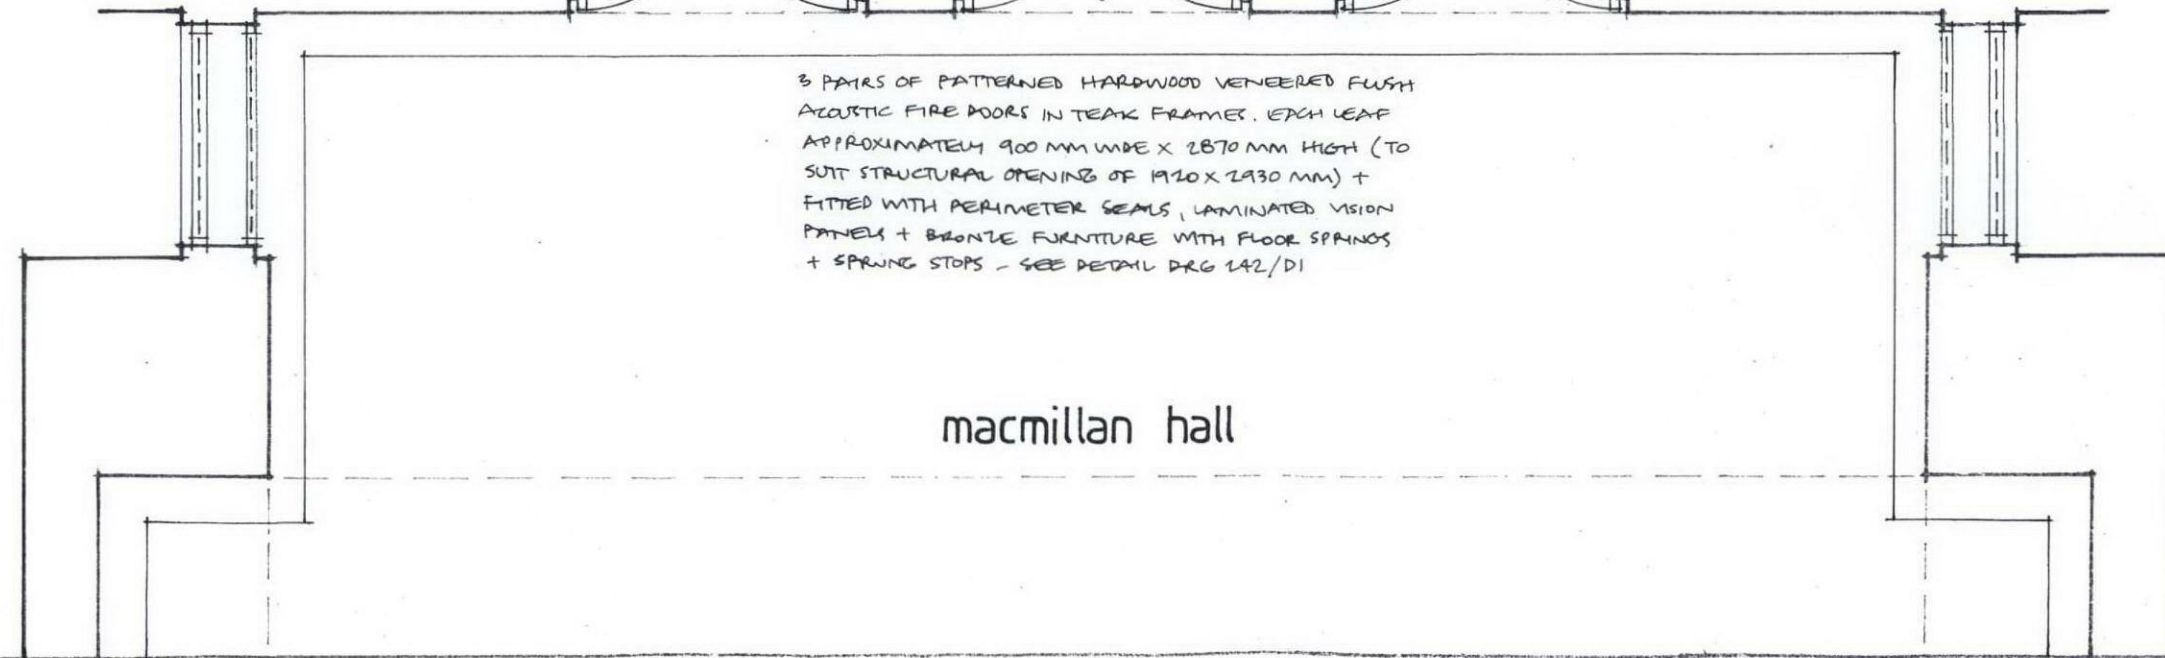 3 PAIRS OF PATTERNED HARDWOOD VENEERED FLUSH
ACOUSTIC FIRE DOORS IN TEAK FRAMES. EACH LEAF
APPROXIMATELY 900 MM WIDE X 2870 MM HIGH (TO
SUIT STRUCTURAL OPENING OF 1920 X 2930 MM) +
FITTED WITH PERIMETER SEALS, LAMINATED VISION
PANELS + BRONZE FURNITURE WITH FLOOR SPRINGS
+ SPRUNG STOPS - SEE DETAIL DRG 242/D1
macmillan hall